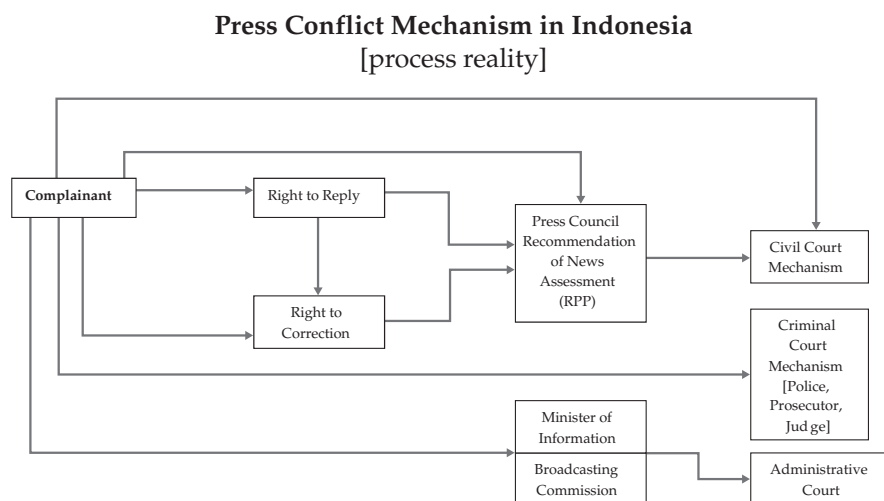 Press Conflict Mechanism in Indonesia
[process reality]
Complainant
Right to Reply
Right to
Correction
Press Council
Recommendation
of News
Assessment
(RPP)
Civil Court
Mechanism
Criminal
Court
Mechanism
[Police,
Prosecutor,
Jud ge]
Minister of
Information
Broadcasting
Commission
Administrative
Court